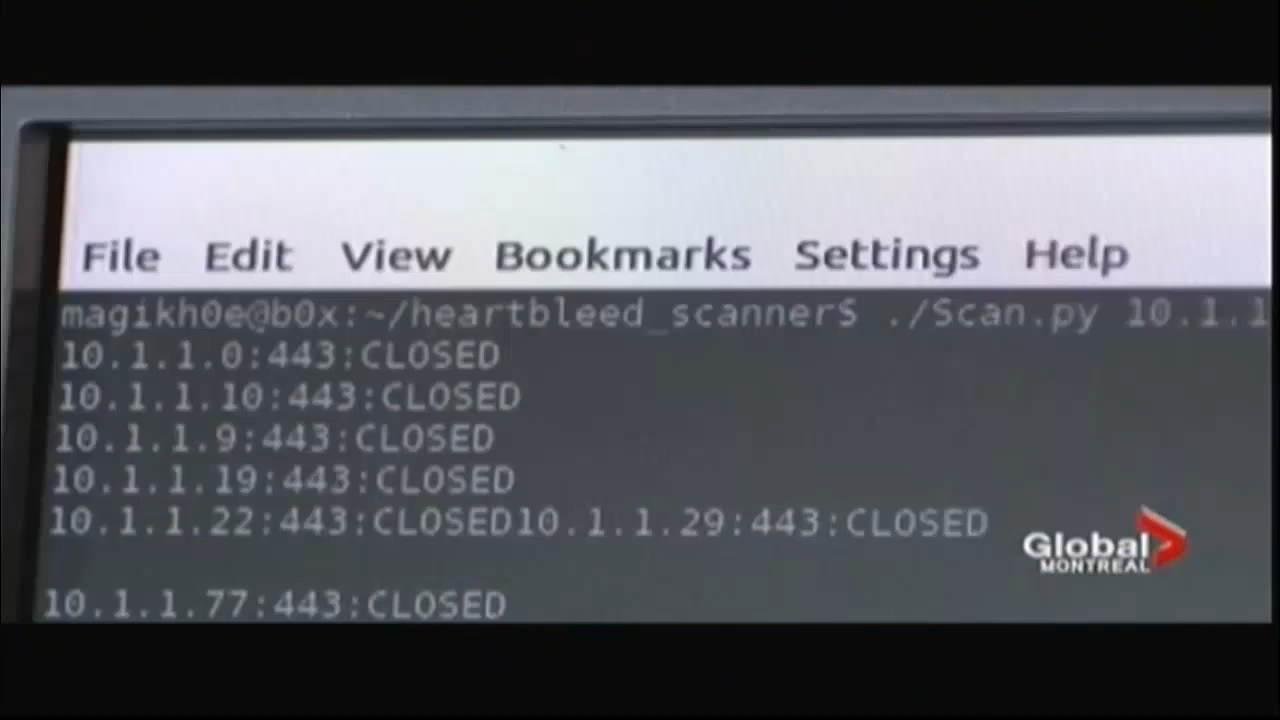 File Edit View Bookmarks Settings Help
magikh0e@b0x:~/heartbleed_scanner$ ./Scan.py 10.1.1
10.1.1.0:443:CLOSED
10.1.1.10:443:CLOSED
10.1.1.9:443:CLOSED
10.1.1.19:443:CLOSED
10.1.1.22:443:CLOSED10.1.1.29:443:CLOSED
Global
MONTREAL
10.1.1.77:443:CLOSED